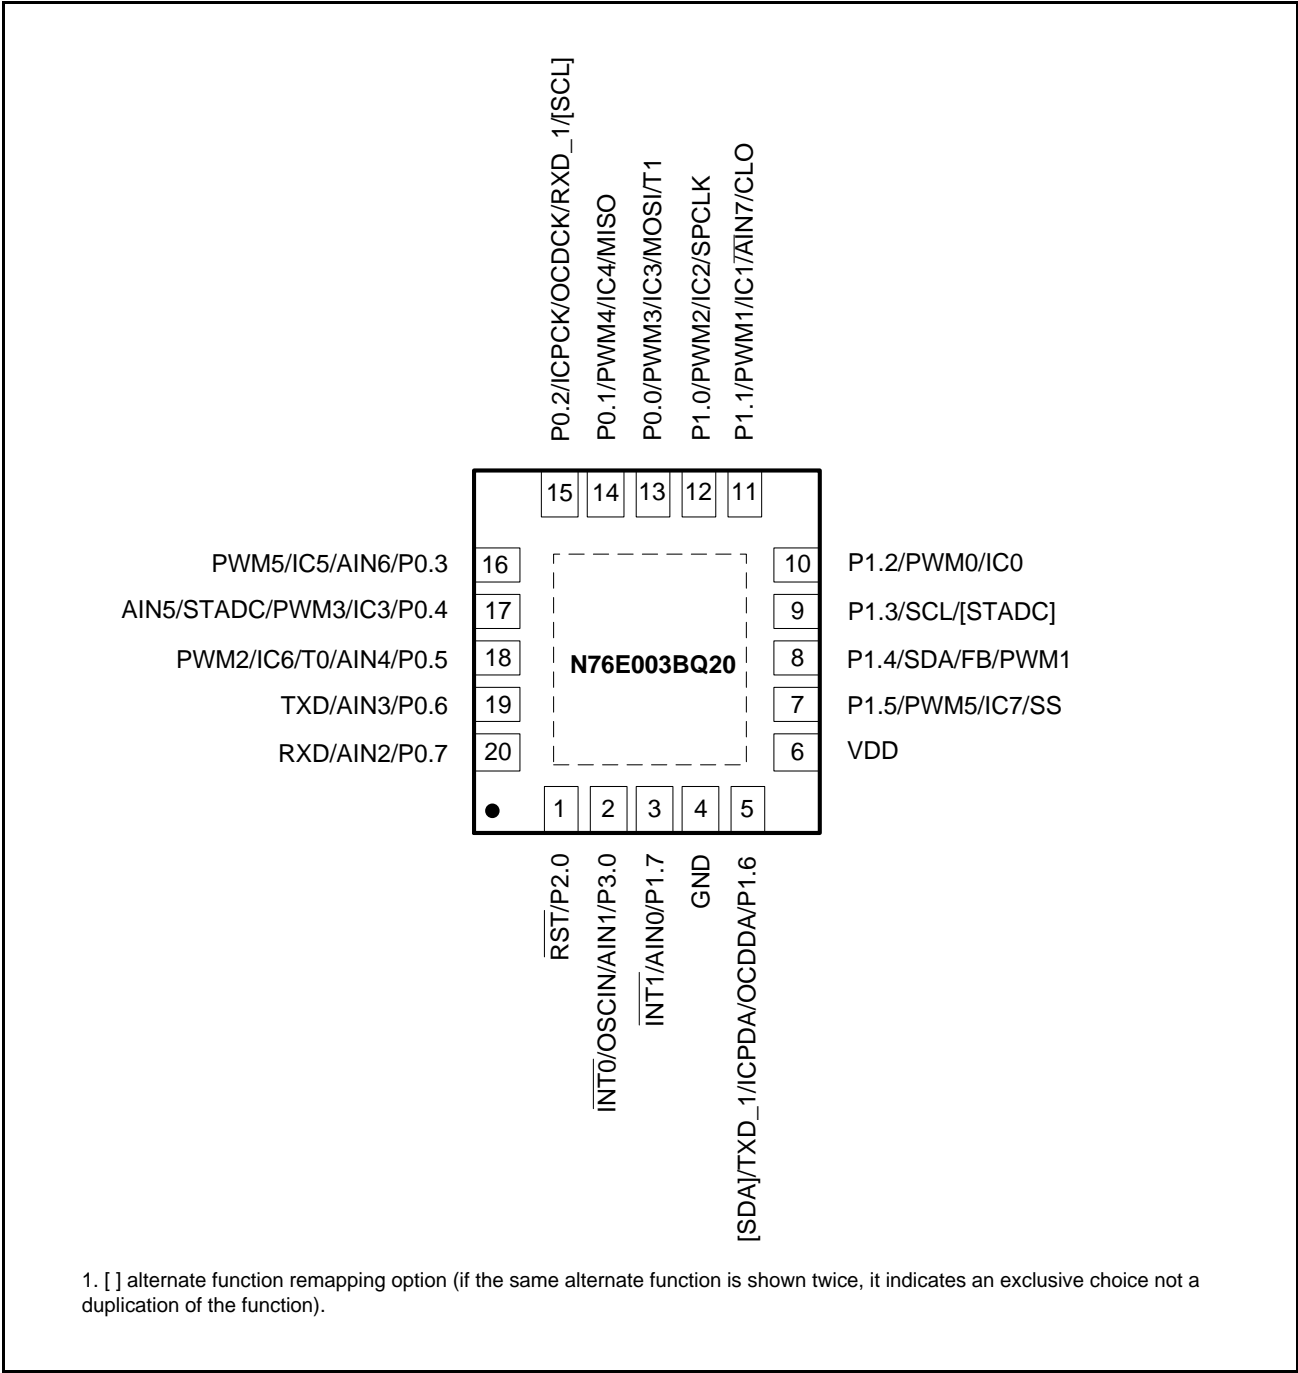 P0.2/ICPCK/OCDCK/RXD_1/[SCL]
P0.1/PWM4/IC4/MISO
P0.0/PWM3/IC3/MOSI/T1
P1.0/PWM2/IC2/SPCLK
P1.1/PWM1/IC1/AIN7/CLO
15 14 13 12 11
PWM5/IC5/AIN6/P0.3 16
AIN5/STADC/PWM3/IC3/P0.4 17
PWM2/IC6/T0/AIN4/P0.5 18
TXD/AIN3/P0.6 19
RXD/AIN2/P0.7 20
N76E003BQ20
10 P1.2/PWM0/IC0
9 P1.3/SCL/[STADC]
8 P1.4/SDA/FB/PWM1
7 P1.5/PWM5/IC7/SS
6 VDD
1 2 3 4 5
RST/P2.0
INT0/OSCIN/AIN1/P3.0
INT1/AIN0/P1.7
GND
[SDA]/TXD_1/ICPDA/OCDDA/P1.6
1. [ ] alternate function remapping option (if the same alternate function is shown twice, it indicates an exclusive choice not a
duplication of the function).